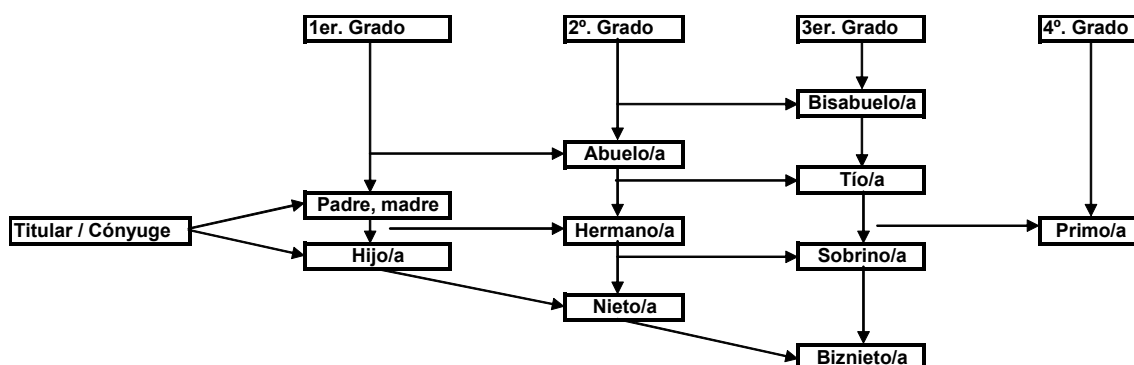 1er. Grado
2º. Grado
3er. Grado
4º. Grado
Bisabuelo/a
Abuelo/a
Tío/a
Padre, madre
Titular / Cónyuge
Hermano/a
Primo/a
Hijo/a
Sobrino/a
Nieto/a
Biznieto/a